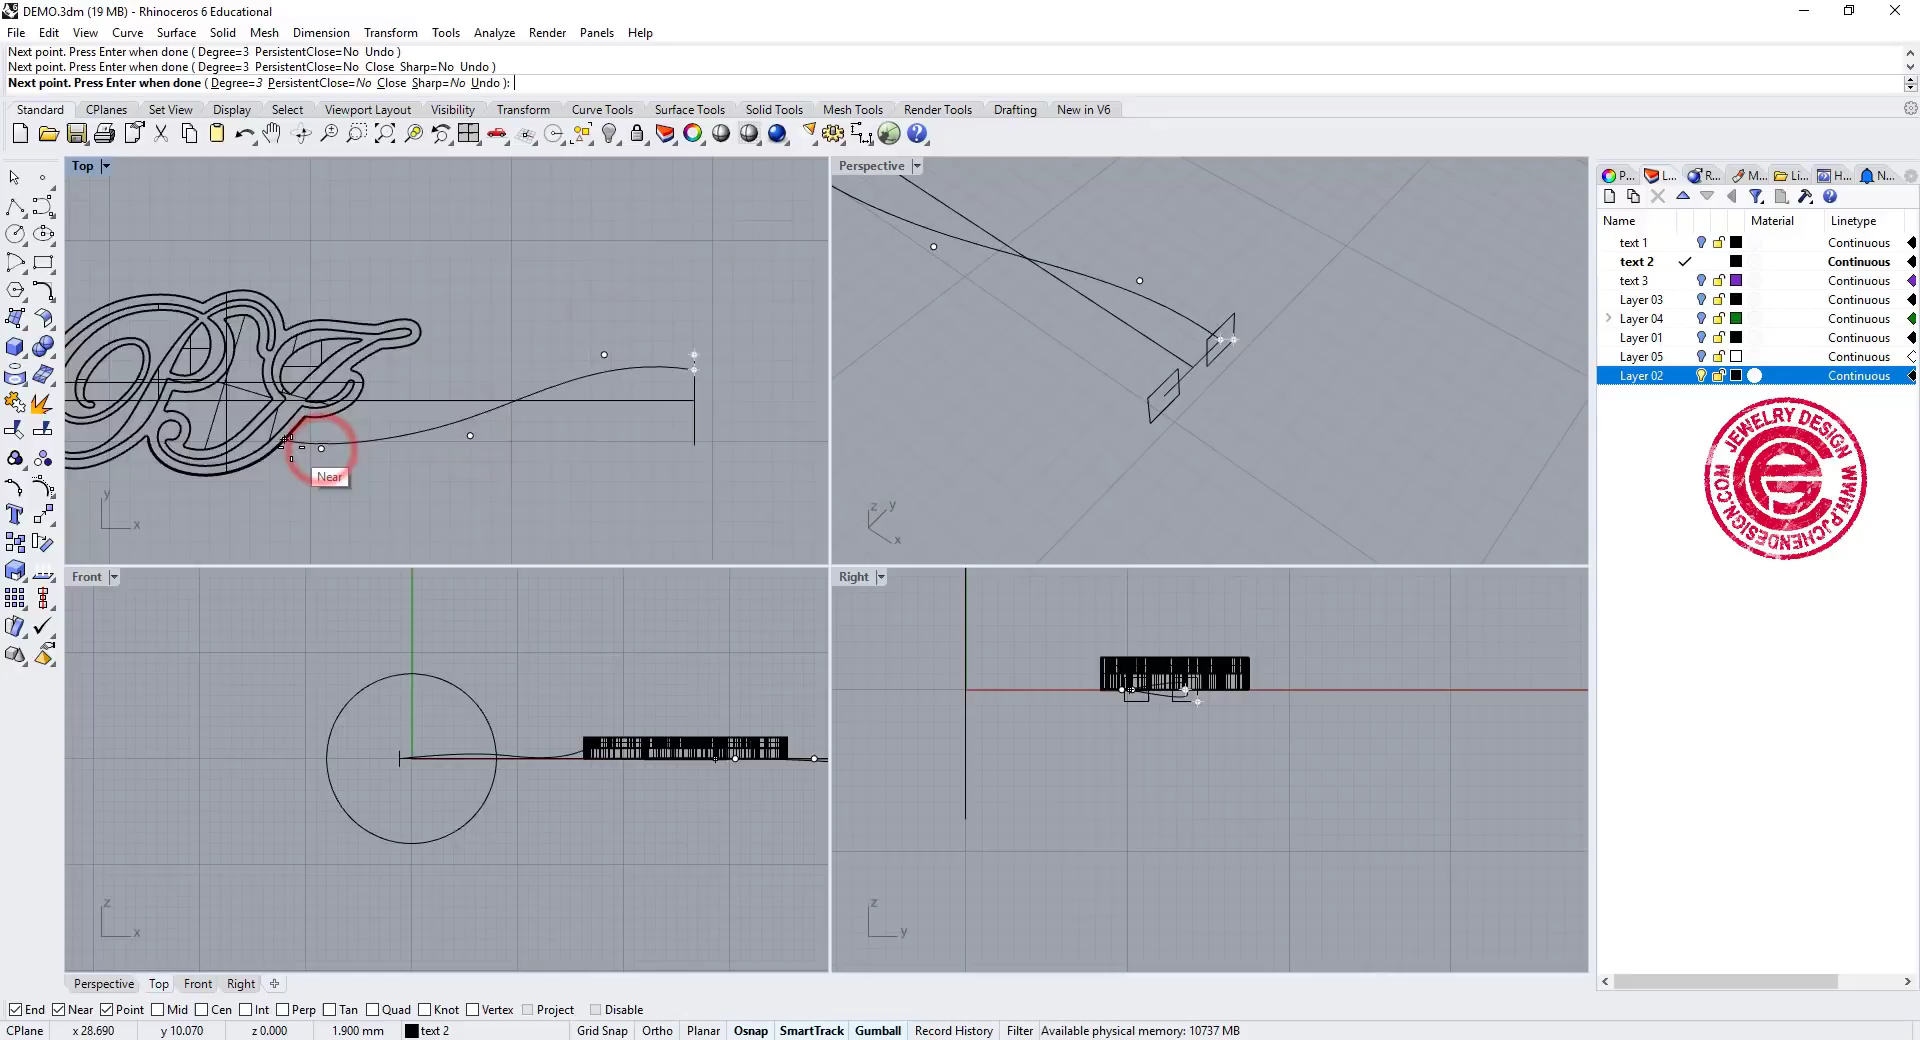 DEMO.3dm (19 MB) - Rhinoceros 6 Educational
File Edit View Curve Surface Solid Mesh Dimension Transform Tools Analyze Render Panels Help
Next point. Press Enter when done ( Degree=3 PersistentClose=No Undo )
Next point. Press Enter when done ( Degree=3 PersistentClose=No Close Sharp=No Undo )
Next point. Press Enter when done ( Degree=3 PersistentClose=No Close Sharp=No Undo ):
Standard CPlanes Set View Display Select Viewport Layout Visibility Transform Curve Tools Surface Tools Solid Tools Mesh Tools Render Tools Drafting New in V6
Top
Near
y
x
Perspective
z y
x
Front
z
x
Right
z
y
P... L... R... M... Li... H... N...
Name Material Linetype
text 1 Continuous
text 2 Continuous
text 3 Continuous
Layer 03 Continuous
Layer 04 Continuous
Layer 01 Continuous
Layer 05 Continuous
Layer 02 Continuous
JEWELRY DESIGN
WWW.PJCHENDESIGN.COM
Perspective Top Front Right
End Near Point Mid Cen Int Perp Tan Quad Knot Vertex Project Disable
CPlane x 28.690 y 10.070 z 0.000 1.900 mm text 2 Grid Snap Ortho Planar Osnap SmartTrack Gumball Record History Filter Available physical memory: 10737 MB